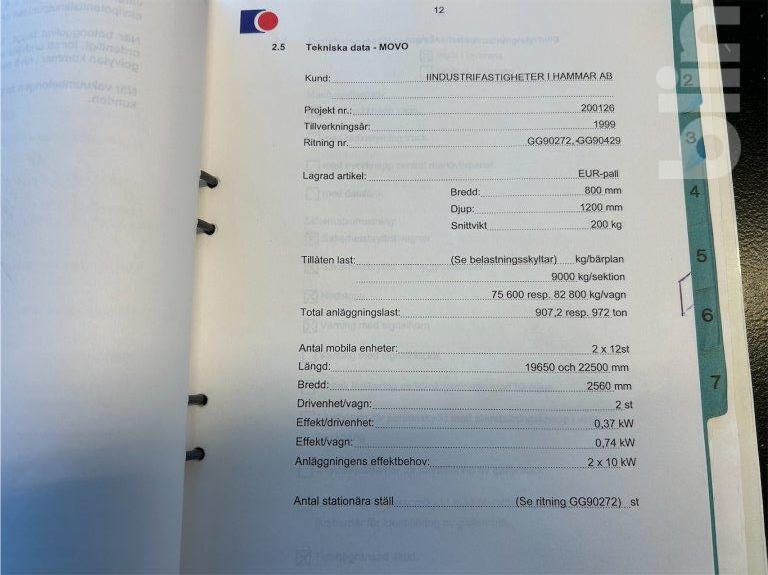 12
2.5 Tekniska data - MOVO
Kund: IINDUSTRIFASTIGHETER I HAMMAR AB
Projekt nr.: 200126
Tillverkningsår: 1999
Ritning nr. GG90272, GG90429
Lagrad artikel: EUR-pall
Bredd: 800 mm
Djup: 1200 mm
Snittvikt 200 kg
Tillåten last: (Se belastningsskyltar) kg/bärplan
9000 kg/sektion
75 600 resp. 82 800 kg/vagn
Total anläggningslast: 907,2 resp. 972 ton
Antal mobila enheter: 2 x 12st
Längd: 19650 och 22500 mm
Bredd: 2560 mm
Drivenhet/vagn: 2 st
Effekt/drivenhet: 0,37 kW
Effekt/vagn: 0,74 kW
Anläggningens effektbehov: 2 x 10 kW
Antal stationära ställ (Se ritning GG90272) st
2
3
4
5
6
7
blin